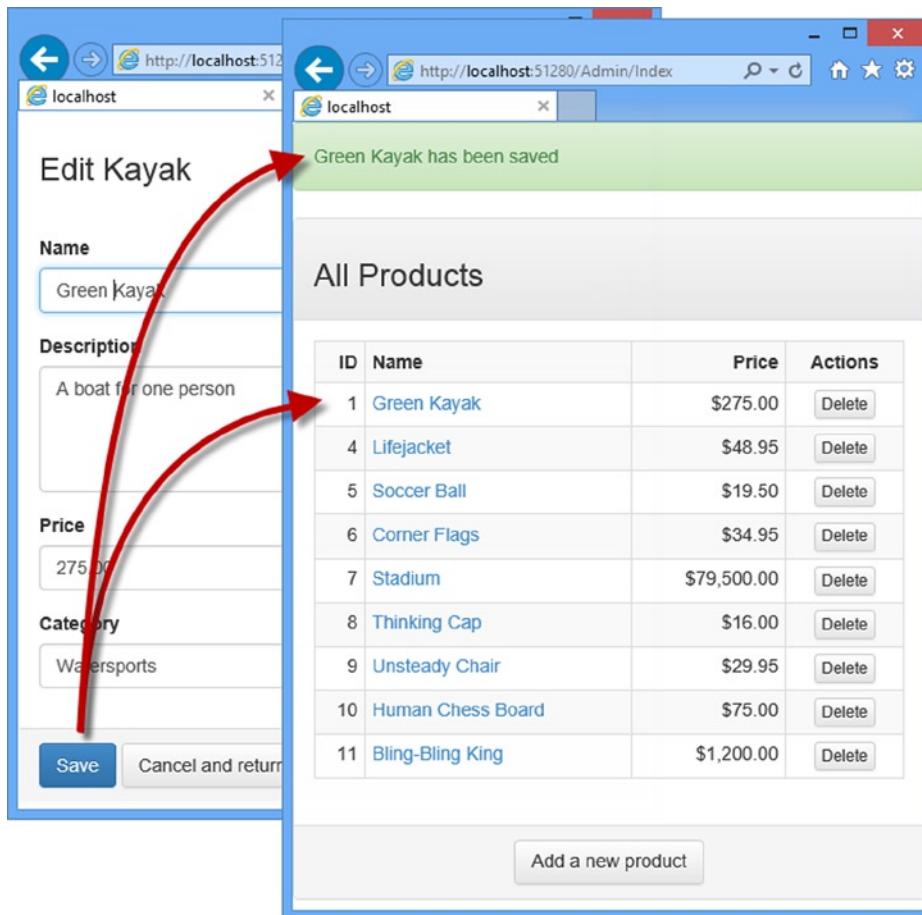 http://localhost:512
localhost
Edit Kayak
Name
Green Kayak
Description
A boat for one person
Price
275.00
Category
Watersports
Save
Cancel and return
http://localhost:51280/Admin/Index
localhost
Green Kayak has been saved
All Products
ID Name Price Actions
1 Green Kayak $275.00 Delete
4 Lifejacket $48.95 Delete
5 Soccer Ball $19.50 Delete
6 Corner Flags $34.95 Delete
7 Stadium $79,500.00 Delete
8 Thinking Cap $16.00 Delete
9 Unsteady Chair $29.95 Delete
10 Human Chess Board $75.00 Delete
11 Bling-Bling King $1,200.00 Delete
Add a new product